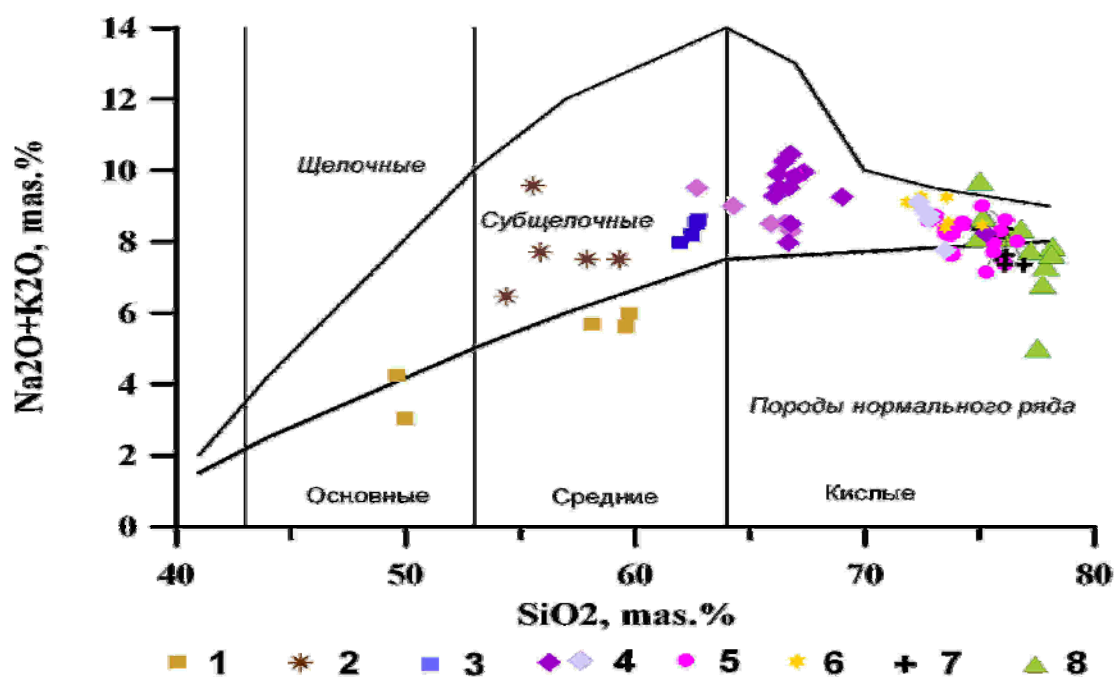 14
12
10
8
6
4
2
0
Na2O+K2O, mas.%
Щелочные
Субщелочные
Породы нормального ряда
Основные
Средние
Кислые
40
50
60
70
80
SiO2, mas.%
1 2 3 4 5 6 7 8